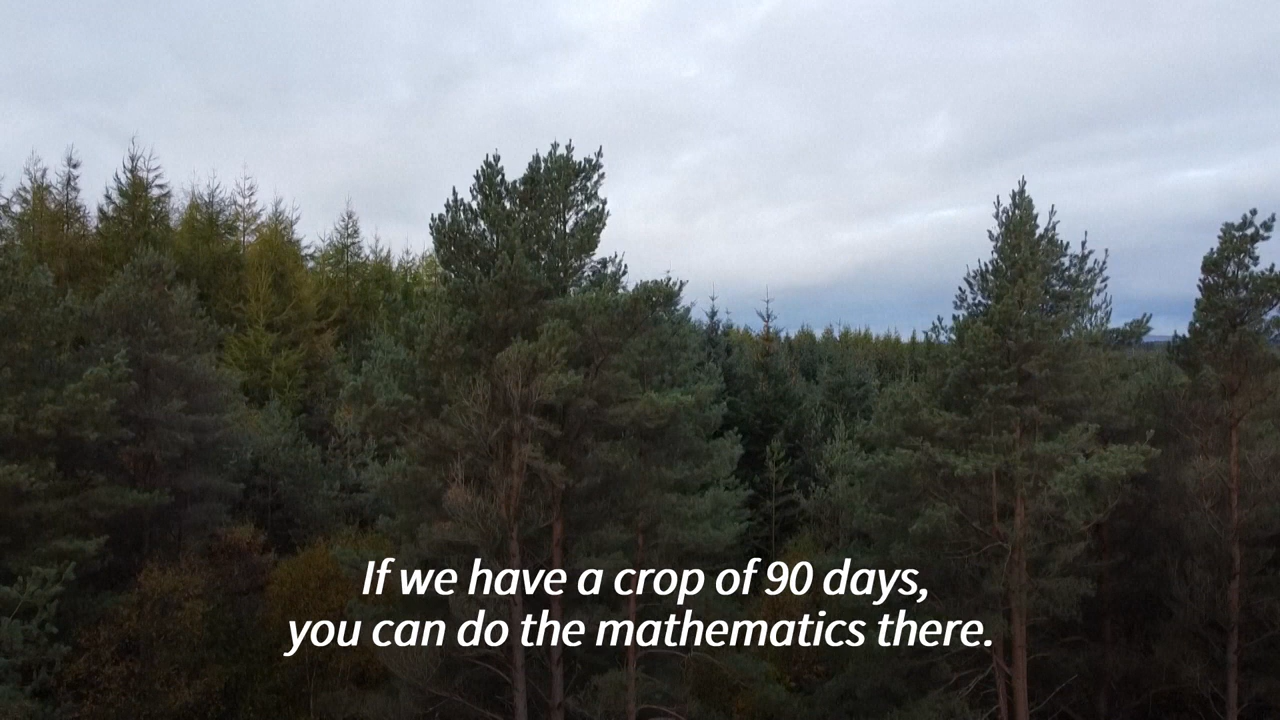 If we have a crop of 90 days,
you can do the mathematics there.